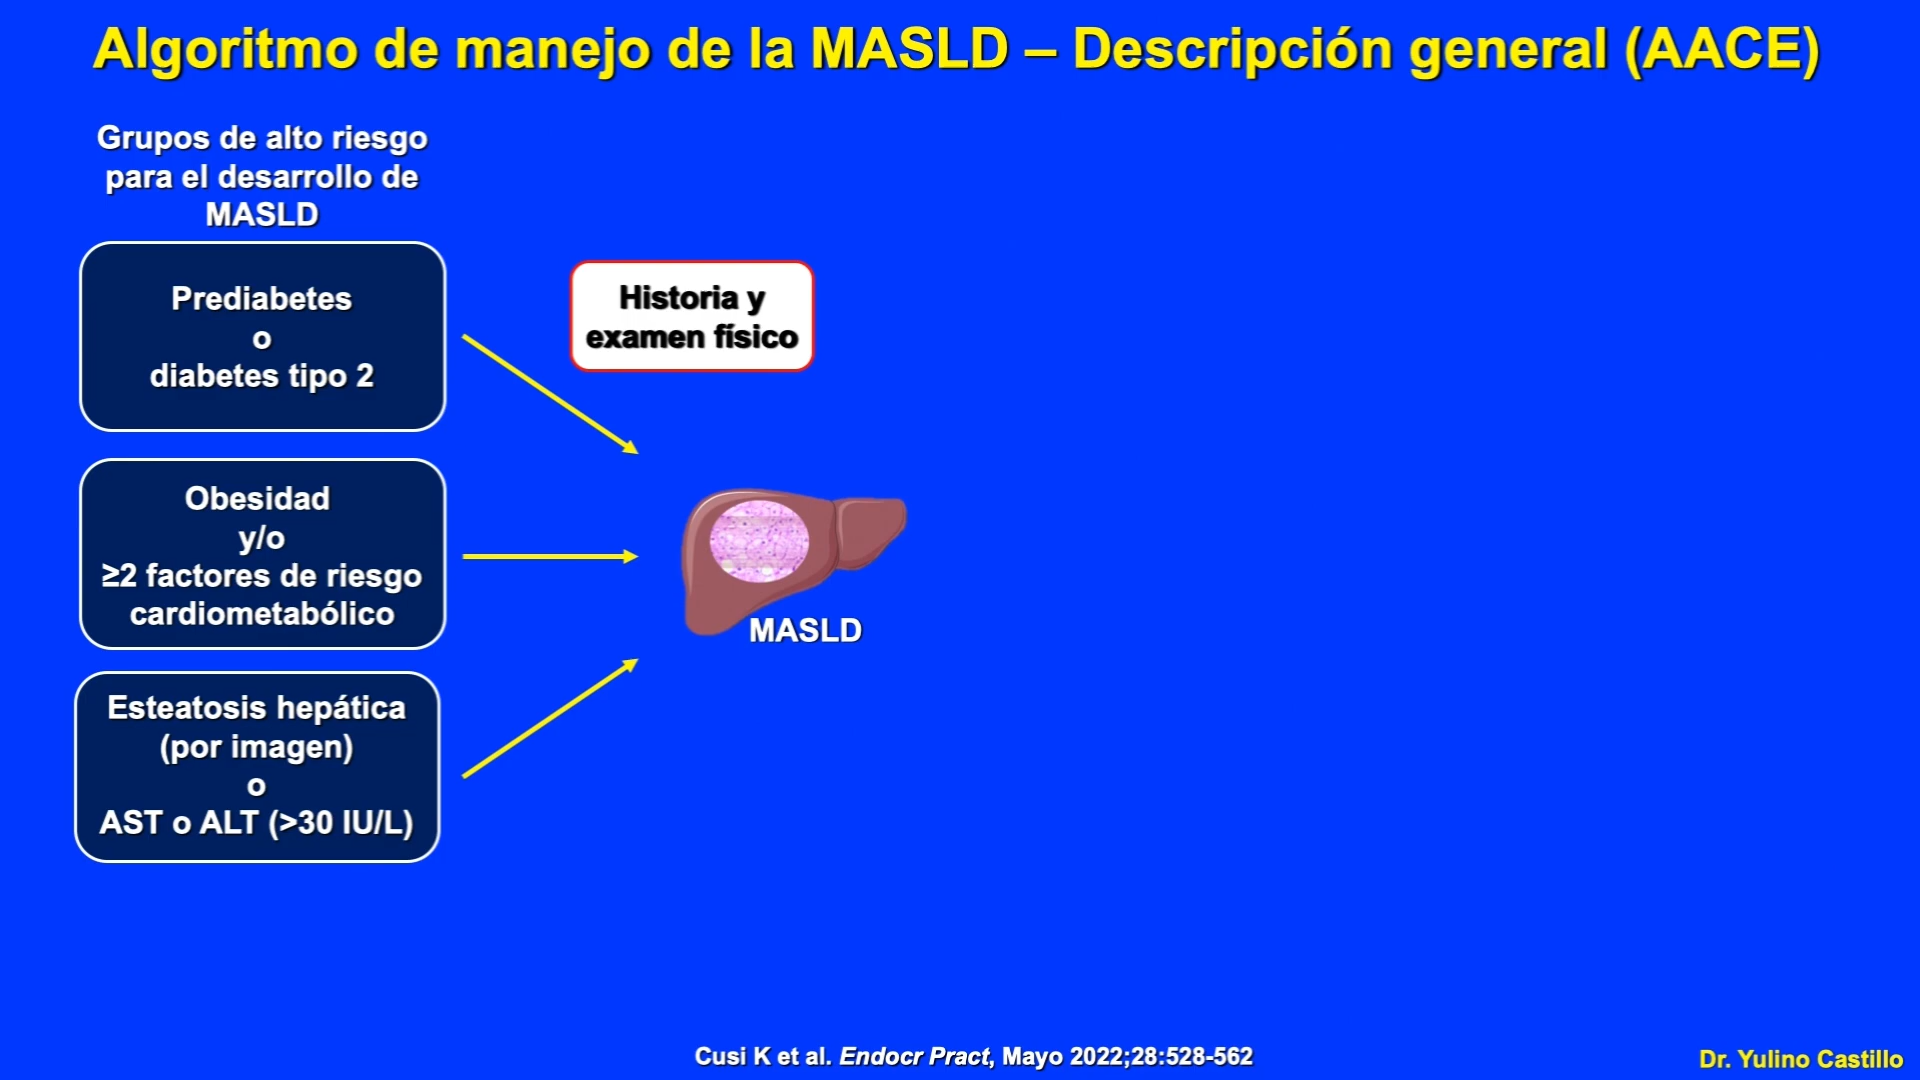 Algoritmo de manejo de la MASLD – Descripción general (AACE)
Grupos de alto riesgo
para el desarrollo de
MASLD
Prediabetes
o
diabetes tipo 2
Historia y
examen físico
Obesidad
y/o
≥2 factores de riesgo
cardiometabólico
MASLD
Esteatosis hepática
(por imagen)
o
AST o ALT (>30 IU/L)
Cusi K et al. Endocr Pract, Mayo 2022;28:528-562
Dr. Yulino Castillo